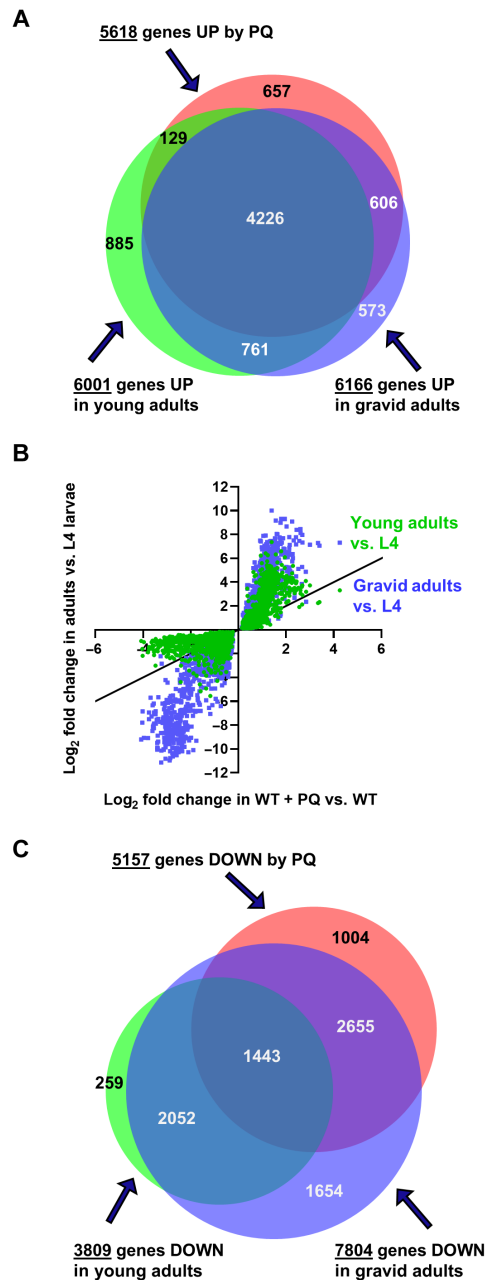 A
5618 genes UP by PQ
657
129
4226
606
885
573
761
6001 genes UP
in young adults
6166 genes UP
in gravid adults
B
Log2 fold change in adults vs. L4 larvae
12
10
8
6
4
2
−6
−4
−2
2
4
6
−4
−6
−8
−10
−12
Young adults
vs. L4
Gravid adults
vs. L4
Log2 fold change in WT + PQ vs. WT
C
5157 genes DOWN by PQ
1004
2655
1443
259
2052
1654
3809 genes DOWN
in young adults
7804 genes DOWN
in gravid adults